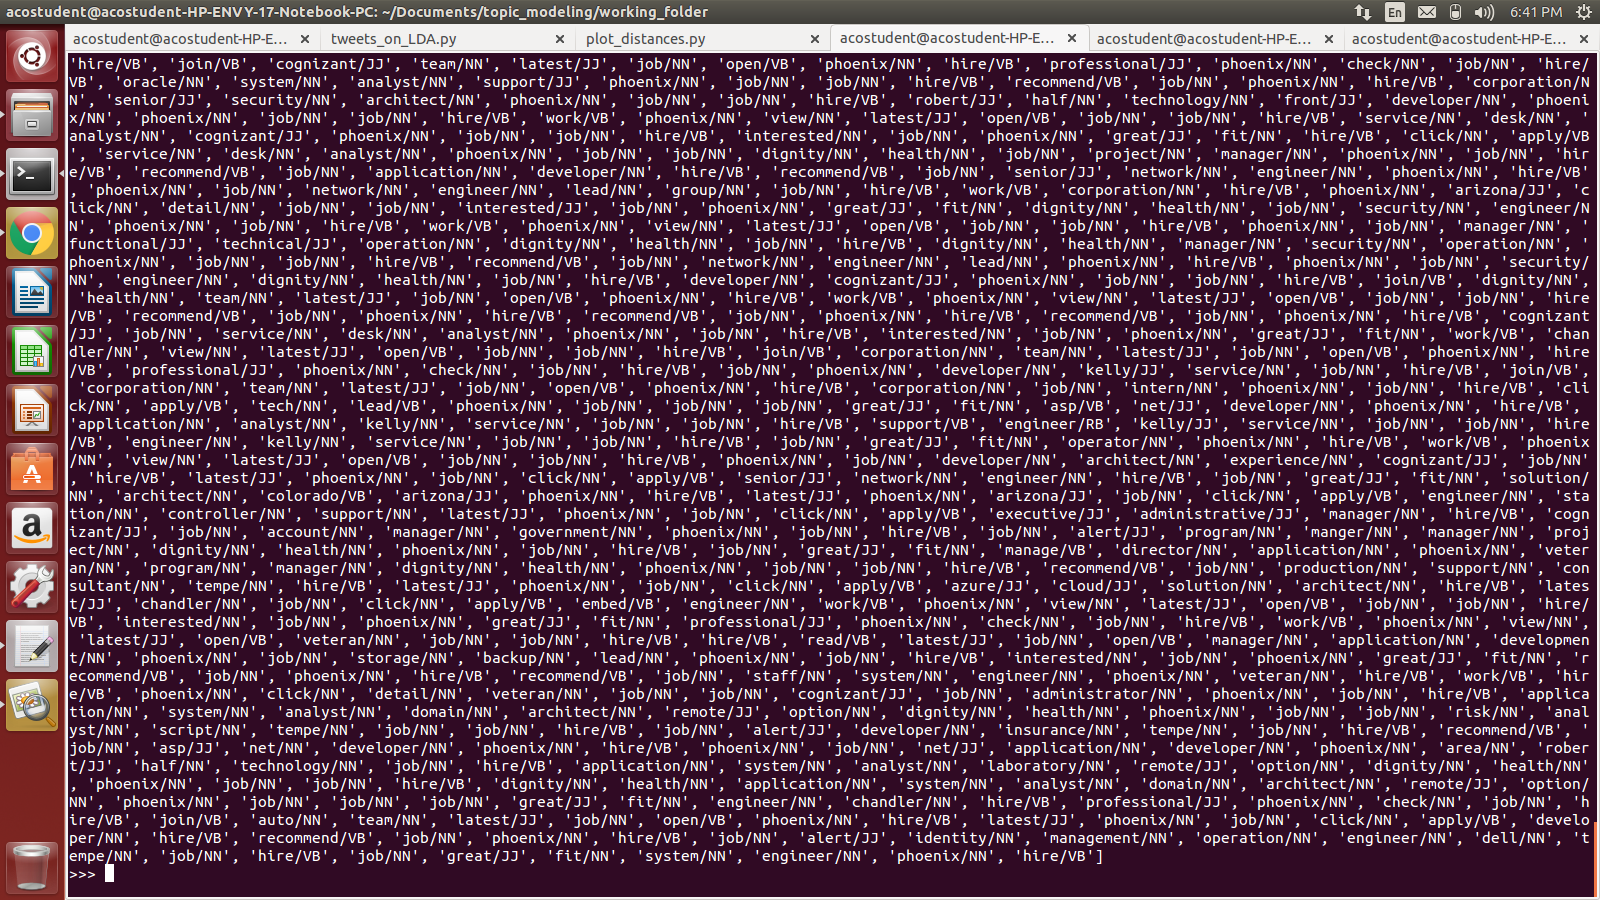 acostudent@acostudent-HP-ENVY-17-Notebook-PC: ~/Documents/topic_modeling/working_folder
En
6:41 PM
acostudent@acostudent-HP-E...
tweets_on_LDA.py
plot_distances.py
acostudent@acostudent-HP-E...
acostudent@acostudent-HP-E...
acostudent@acostudent-HP-E...
'hire/VB', 'join/VB', 'cognizant/JJ', 'team/NN', 'latest/JJ', 'job/NN', 'open/VB', 'phoenix/NN', 'hire/VB', 'professional/JJ', 'phoenix/NN', 'check/NN', 'job/NN', 'hire/
VB', 'oracle/NN', 'system/NN', 'analyst/NN', 'support/JJ', 'phoenix/NN', 'job/NN', 'job/NN', 'hire/VB', 'recommend/VB', 'job/NN', 'phoenix/NN', 'hire/VB', 'corporation/N
N', 'senior/JJ', 'security/NN', 'architect/NN', 'phoenix/NN', 'job/NN', 'job/NN', 'hire/VB', 'robert/JJ', 'half/NN', 'technology/NN', 'front/JJ', 'developer/NN', 'phoeni
x/NN', 'phoenix/NN', 'job/NN', 'job/NN', 'hire/VB', 'work/VB', 'phoenix/NN', 'view/NN', 'latest/JJ', 'open/VB', 'job/NN', 'job/NN', 'hire/VB', 'service/NN', 'desk/NN', '
analyst/NN', 'cognizant/JJ', 'phoenix/NN', 'job/NN', 'job/NN', 'hire/VB', 'interested/NN', 'job/NN', 'phoenix/NN', 'great/JJ', 'fit/NN', 'hire/VB', 'click/NN', 'apply/VB
', 'service/NN', 'desk/NN', 'analyst/NN', 'phoenix/NN', 'job/NN', 'job/NN', 'dignity/NN', 'health/NN', 'job/NN', 'project/NN', 'manager/NN', 'phoenix/NN', 'job/NN', 'hir
e/VB', 'recommend/VB', 'job/NN', 'application/NN', 'developer/NN', 'hire/VB', 'recommend/VB', 'job/NN', 'senior/JJ', 'network/NN', 'engineer/NN', 'phoenix/NN', 'hire/VB'
, 'phoenix/NN', 'job/NN', 'network/NN', 'engineer/NN', 'lead/NN', 'group/NN', 'job/NN', 'hire/VB', 'work/VB', 'corporation/NN', 'hire/VB', 'phoenix/NN', 'arizona/JJ', 'c
lick/NN', 'detail/NN', 'job/NN', 'job/NN', 'interested/JJ', 'job/NN', 'phoenix/NN', 'great/JJ', 'fit/NN', 'dignity/NN', 'health/NN', 'job/NN', 'security/NN', 'engineer/N
N', 'phoenix/NN', 'job/NN', 'hire/VB', 'work/VB', 'phoenix/NN', 'view/NN', 'latest/JJ', 'open/VB', 'job/NN', 'job/NN', 'hire/VB', 'phoenix/NN', 'job/NN', 'manager/NN', '
functional/JJ', 'technical/JJ', 'operation/NN', 'dignity/NN', 'health/NN', 'job/NN', 'hire/VB', 'dignity/NN', 'health/NN', 'manager/NN', 'security/NN', 'operation/NN', '
phoenix/NN', 'job/NN', 'job/NN', 'hire/VB', 'recommend/VB', 'job/NN', 'network/NN', 'engineer/NN', 'lead/NN', 'phoenix/NN', 'hire/VB', 'phoenix/NN', 'job/NN', 'security/
NN', 'engineer/NN', 'dignity/NN', 'health/NN', 'job/NN', 'hire/VB', 'developer/NN', 'cognizant/JJ', 'phoenix/NN', 'job/NN', 'job/NN', 'hire/VB', 'join/VB', 'dignity/NN',
 'health/NN', 'team/NN', 'latest/JJ', 'job/NN', 'open/VB', 'phoenix/NN', 'hire/VB', 'work/VB', 'phoenix/NN', 'view/NN', 'latest/JJ', 'open/VB', 'job/NN', 'job/NN', 'hire
/VB', 'recommend/VB', 'job/NN', 'phoenix/NN', 'hire/VB', 'recommend/VB', 'job/NN', 'phoenix/NN', 'hire/VB', 'recommend/VB', 'job/NN', 'phoenix/NN', 'hire/VB', 'cognizant
/JJ', 'job/NN', 'service/NN', 'desk/NN', 'analyst/NN', 'phoenix/NN', 'job/NN', 'hire/VB', 'interested/NN', 'job/NN', 'phoenix/NN', 'great/JJ', 'fit/NN', 'work/VB', 'chan
dler/NN', 'view/NN', 'latest/JJ', 'open/VB', 'job/NN', 'job/NN', 'hire/VB', 'join/VB', 'corporation/NN', 'team/NN', 'latest/JJ', 'job/NN', 'open/VB', 'phoenix/NN', 'hire
/VB', 'professional/JJ', 'phoenix/NN', 'check/NN', 'job/NN', 'hire/VB', 'job/NN', 'phoenix/NN', 'developer/NN', 'kelly/JJ', 'service/NN', 'job/NN', 'hire/VB', 'join/VB',
 'corporation/NN', 'team/NN', 'latest/JJ', 'job/NN', 'open/VB', 'phoenix/NN', 'hire/VB', 'corporation/NN', 'job/NN', 'intern/NN', 'phoenix/NN', 'job/NN', 'hire/VB', 'cli
ck/NN', 'apply/VB', 'tech/NN', 'lead/VB', 'phoenix/NN', 'job/NN', 'job/NN', 'job/NN', 'great/JJ', 'fit/NN', 'asp/VB', 'net/JJ', 'developer/NN', 'phoenix/NN', 'hire/VB',
'application/NN', 'analyst/NN', 'kelly/NN', 'service/NN', 'job/NN', 'job/NN', 'hire/VB', 'support/VB', 'engineer/RB', 'kelly/JJ', 'service/NN', 'job/NN', 'job/NN', 'hire
/VB', 'engineer/NN', 'kelly/NN', 'service/NN', 'job/NN', 'job/NN', 'hire/VB', 'job/NN', 'great/JJ', 'fit/NN', 'operator/NN', 'phoenix/NN', 'hire/VB', 'work/VB', 'phoenix
/NN', 'view/NN', 'latest/JJ', 'open/VB', 'job/NN', 'job/NN', 'hire/VB', 'phoenix/NN', 'job/NN', 'developer/NN', 'architect/NN', 'experience/NN', 'cognizant/JJ', 'job/NN'
, 'hire/VB', 'latest/JJ', 'phoenix/NN', 'job/NN', 'click/NN', 'apply/VB', 'senior/JJ', 'network/NN', 'engineer/NN', 'hire/VB', 'job/NN', 'great/JJ', 'fit/NN', 'solution/
NN', 'architect/NN', 'colorado/VB', 'arizona/JJ', 'phoenix/NN', 'hire/VB', 'latest/JJ', 'phoenix/NN', 'arizona/JJ', 'job/NN', 'click/NN', 'apply/VB', 'engineer/NN', 'sta
tion/NN', 'controller/NN', 'support/NN', 'latest/JJ', 'phoenix/NN', 'job/NN', 'click/NN', 'apply/VB', 'executive/JJ', 'administrative/JJ', 'manager/NN', 'hire/VB', 'cogn
izant/JJ', 'job/NN', 'account/NN', 'manager/NN', 'government/NN', 'phoenix/NN', 'job/NN', 'hire/VB', 'job/NN', 'alert/JJ', 'program/NN', 'manger/NN', 'manager/NN', 'proj
ect/NN', 'dignity/NN', 'health/NN', 'phoenix/NN', 'job/NN', 'hire/VB', 'job/NN', 'great/JJ', 'fit/NN', 'manage/VB', 'director/NN', 'application/NN', 'phoenix/NN', 'veter
an/NN', 'program/NN', 'manager/NN', 'dignity/NN', 'health/NN', 'phoenix/NN', 'job/NN', 'job/NN', 'hire/VB', 'recommend/VB', 'job/NN', 'production/NN', 'support/NN', 'con
sultant/NN', 'tempe/NN', 'hire/VB', 'latest/JJ', 'phoenix/NN', 'job/NN', 'click/NN', 'apply/VB', 'azure/JJ', 'cloud/JJ', 'solution/NN', 'architect/NN', 'hire/VB', 'lates
t/JJ', 'chandler/NN', 'job/NN', 'click/NN', 'apply/VB', 'embed/VB', 'engineer/NN', 'work/VB', 'phoenix/NN', 'view/NN', 'latest/JJ', 'open/VB', 'job/NN', 'job/NN', 'hire/
VB', 'interested/NN', 'job/NN', 'phoenix/NN', 'great/JJ', 'fit/NN', 'professional/JJ', 'phoenix/NN', 'check/NN', 'job/NN', 'hire/VB', 'work/VB', 'phoenix/NN', 'view/NN',
 'latest/JJ', 'open/VB', 'veteran/NN', 'job/NN', 'job/NN', 'hire/VB', 'hire/VB', 'read/VB', 'latest/JJ', 'job/NN', 'open/VB', 'manager/NN', 'application/NN', 'developmen
t/NN', 'phoenix/NN', 'job/NN', 'storage/NN', 'backup/NN', 'lead/NN', 'phoenix/NN', 'job/NN', 'hire/VB', 'interested/NN', 'job/NN', 'phoenix/NN', 'great/JJ', 'fit/NN', 'r
ecommend/VB', 'job/NN', 'phoenix/NN', 'hire/VB', 'recommend/VB', 'job/NN', 'staff/NN', 'system/NN', 'engineer/NN', 'phoenix/NN', 'veteran/NN', 'hire/VB', 'work/VB', 'hir
e/VB', 'phoenix/NN', 'click/NN', 'detail/NN', 'veteran/NN', 'job/NN', 'job/NN', 'cognizant/JJ', 'job/NN', 'administrator/NN', 'phoenix/NN', 'job/NN', 'hire/VB', 'applica
tion/NN', 'system/NN', 'analyst/NN', 'domain/NN', 'architect/NN', 'remote/JJ', 'option/NN', 'dignity/NN', 'health/NN', 'phoenix/NN', 'job/NN', 'job/NN', 'risk/NN', 'anal
yst/NN', 'script/NN', 'tempe/NN', 'job/NN', 'job/NN', 'hire/VB', 'job/NN', 'alert/JJ', 'developer/NN', 'insurance/NN', 'tempe/NN', 'job/NN', 'hire/VB', 'recommend/VB', '
job/NN', 'asp/JJ', 'net/NN', 'developer/NN', 'phoenix/NN', 'hire/VB', 'phoenix/NN', 'job/NN', 'net/JJ', 'application/NN', 'developer/NN', 'phoenix/NN', 'area/NN', 'rober
t/JJ', 'half/NN', 'technology/NN', 'job/NN', 'hire/VB', 'application/NN', 'system/NN', 'analyst/NN', 'laboratory/NN', 'remote/JJ', 'option/NN', 'dignity/NN', 'health/NN'
, 'phoenix/NN', 'job/NN', 'job/NN', 'hire/VB', 'dignity/NN', 'health/NN', 'application/NN', 'system/NN', 'analyst/NN', 'domain/NN', 'architect/NN', 'remote/JJ', 'option/
NN', 'phoenix/NN', 'job/NN', 'job/NN', 'job/NN', 'great/JJ', 'fit/NN', 'engineer/NN', 'chandler/NN', 'hire/VB', 'professional/JJ', 'phoenix/NN', 'check/NN', 'job/NN', 'h
ire/VB', 'join/VB', 'auto/NN', 'team/NN', 'latest/JJ', 'job/NN', 'open/VB', 'phoenix/NN', 'hire/VB', 'latest/JJ', 'phoenix/NN', 'job/NN', 'click/NN', 'apply/VB', 'develo
per/NN', 'hire/VB', 'recommend/VB', 'job/NN', 'phoenix/NN', 'hire/VB', 'job/NN', 'alert/JJ', 'identity/NN', 'management/NN', 'operation/NN', 'engineer/NN', 'dell/NN', 't
empe/NN', 'job/NN', 'hire/VB', 'job/NN', 'great/JJ', 'fit/NN', 'system/NN', 'engineer/NN', 'phoenix/NN', 'hire/VB']
>>>